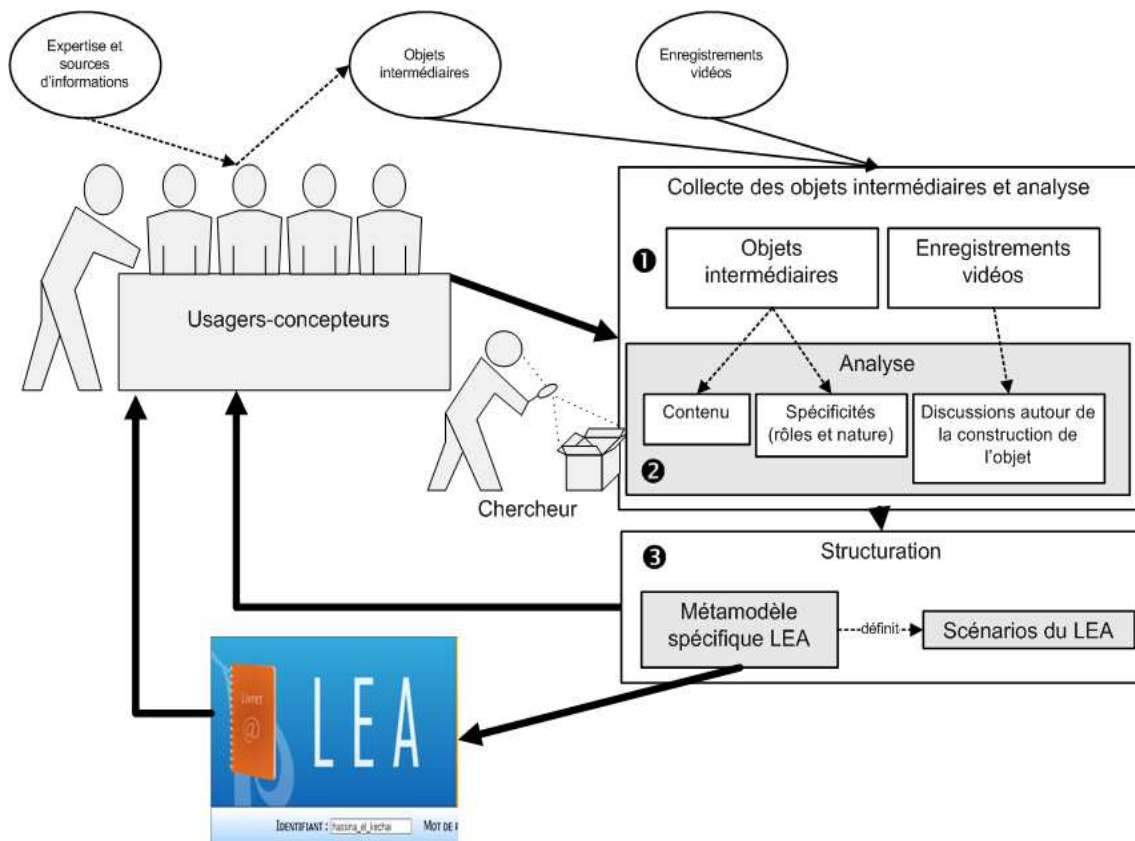 Expertise et
sources
d'informations
Objets
intermédiaires
Enregistrements
vidéos
Usagers-concepteurs
Chercheur
Collecte des objets intermédiaires et analyse
❶
Objets
intermédiaires
Enregistrements
vidéos
Analyse
Contenu
Spécificités
(rôles et nature)
Discussions autour de
la construction de
l'objet
❷
Structuration
❸
Métamodèle
spécifique LEA
définit
Scénarios du LEA
Livret
@
LEA
IDENTIFIANT : hassina_el_kechai MOT DE